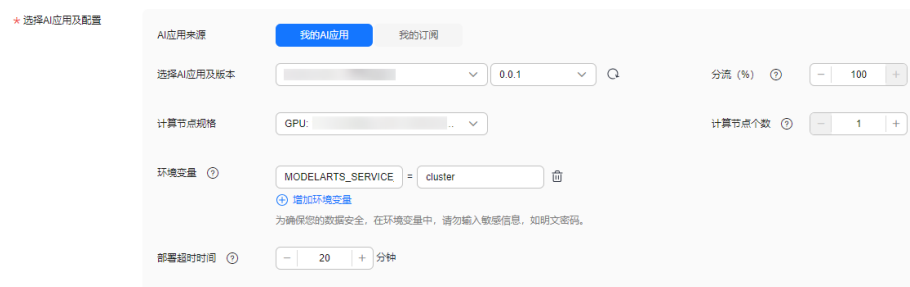 * 选择AI应用及配置
AI应用来源 我的AI应用 我的订阅
选择AI应用及版本 0.0.1 分流（%） ? - 100 +
计算节点规格 GPU: .. 计算节点个数 ? - 1 +
环境变量 ? MODELARTS_SERVICE = cluster
增加环境变量
为确保您的数据安全，在环境变量中，请勿输入敏感信息，如明文密码。
部署超时时间 ? - 20 + 分钟